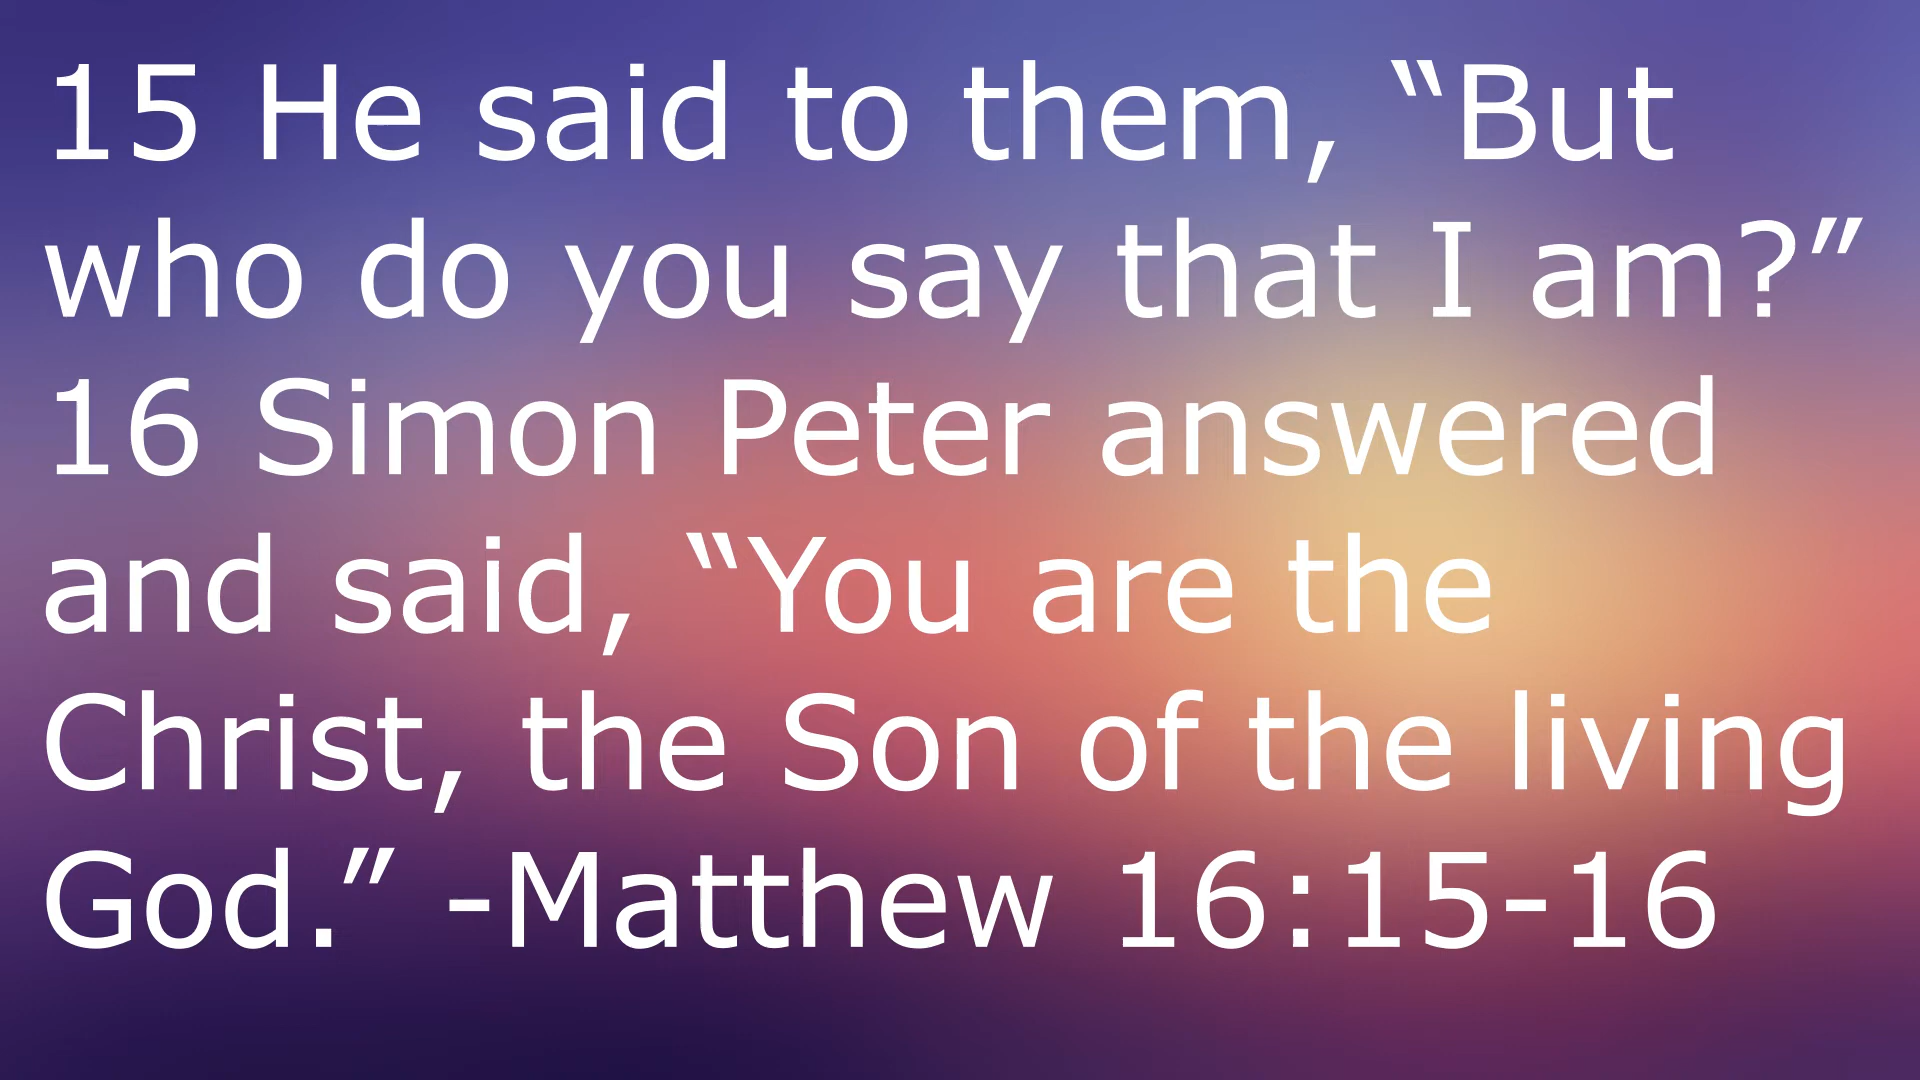 15 He said to them, “But
who do you say that I am?”
16 Simon Peter answered
and said, “You are the
Christ, the Son of the living
God.” -Matthew 16:15-16